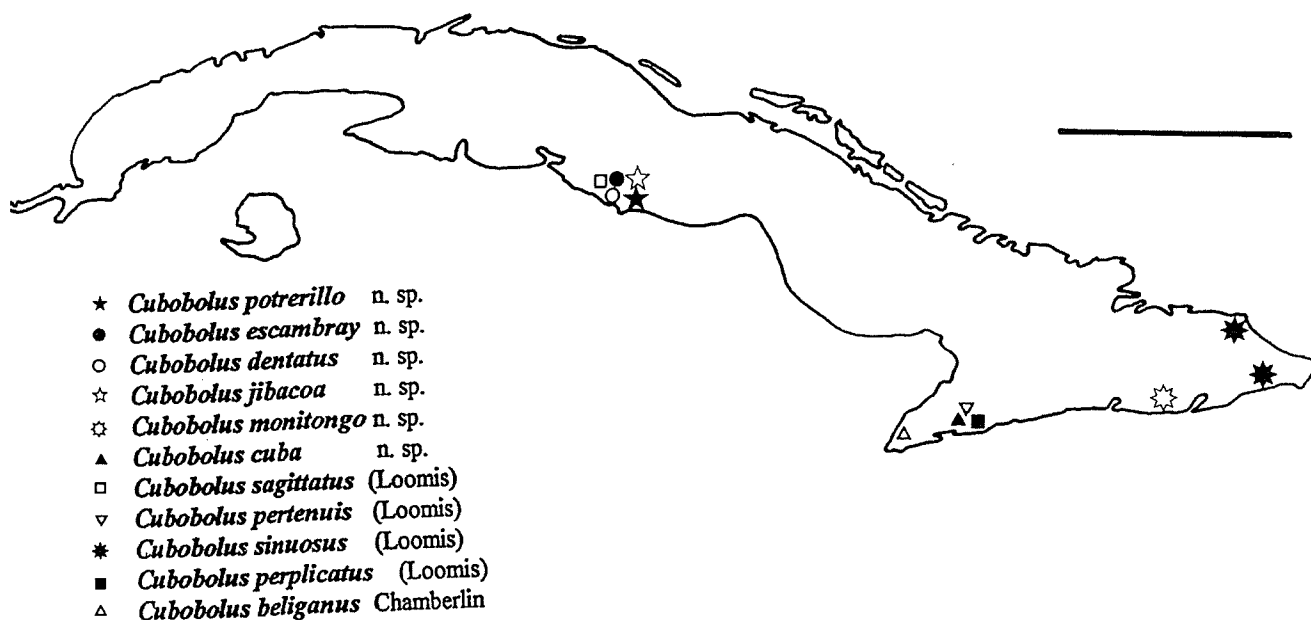 Cubobolus potrerillo n. sp.
Cubobolus escambray n. sp.
Cubobolus dentatus n. sp.
Cubobolus jibacoa n. sp.
Cubobolus monitongo n. sp.
Cubobolus cuba n. sp.
Cubobolus sagittatus (Loomis)
Cubobolus pertenuis (Loomis)
Cubobolus sinuosus (Loomis)
Cubobolus perplicatus (Loomis)
Cubobolus beliganus Chamberlin